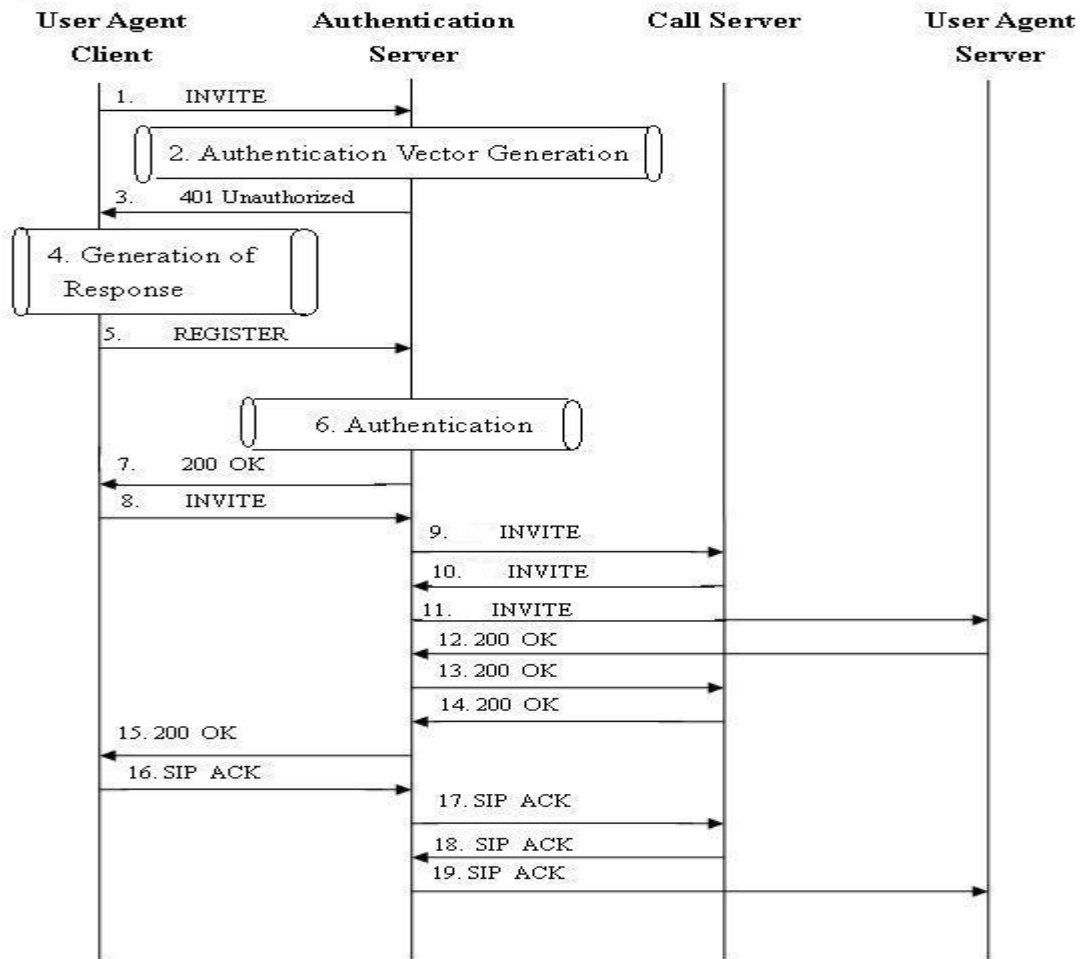 User Agent Client
Authentication Server
Call Server
User Agent Server
1. INVITE
2. Authentication Vector Generation
3. 401 Unauthorized
4. Generation of
Response
5. REGISTER
6. Authentication
7. 200 OK
8. INVITE
9. INVITE
10. INVITE
11. INVITE
12. 200 OK
13. 200 OK
14. 200 OK
15. 200 OK
16. SIP ACK
17. SIP ACK
18. SIP ACK
19. SIP ACK